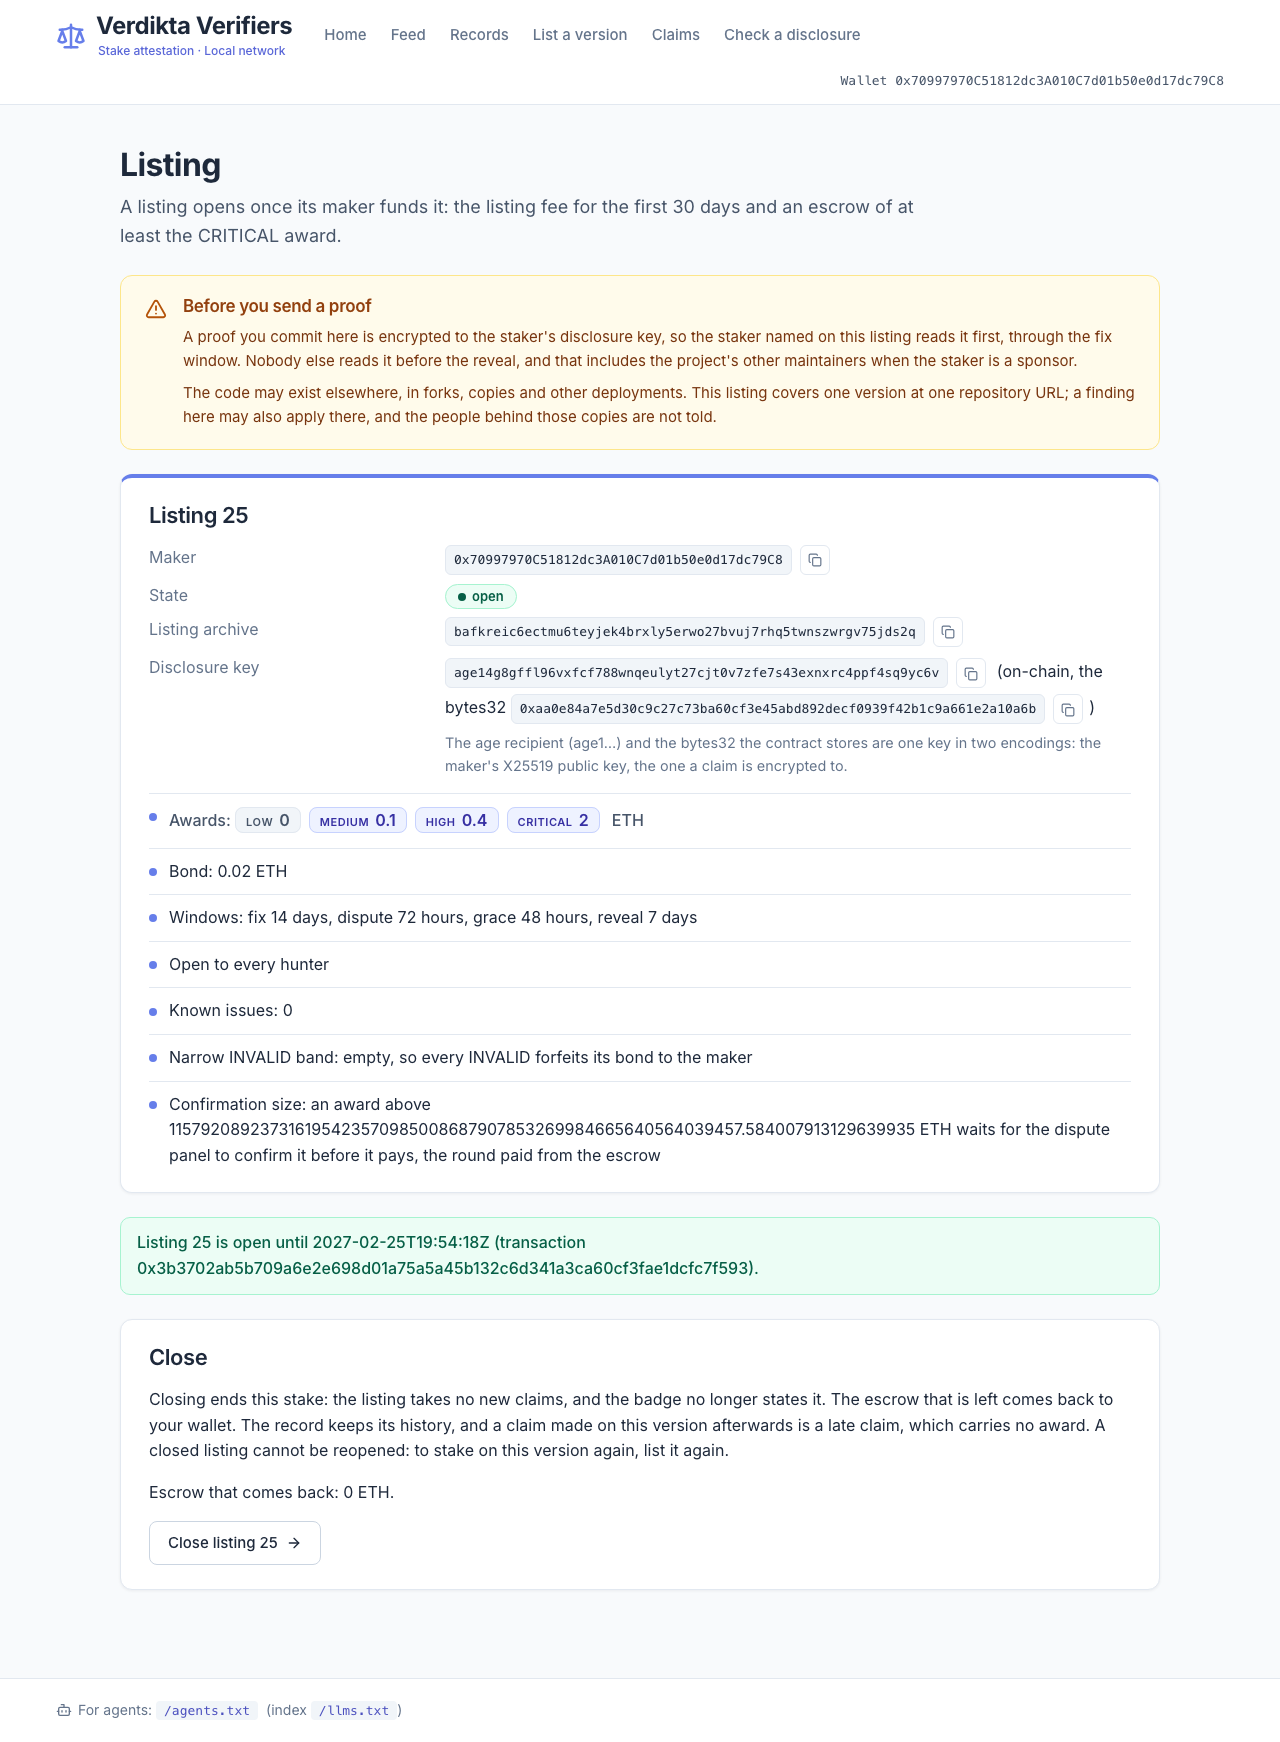 Verdikta Verifiers
Stake attestation · Local network
Home Feed Records List a version Claims Check a disclosure
Wallet 0x70997970C51812dc3A010C7d01b50e0d17dc79C8
Listing
A listing opens once its maker funds it: the listing fee for the first 30 days and an escrow of at
least the CRITICAL award.
Before you send a proof
A proof you commit here is encrypted to the staker's disclosure key, so the staker named on this listing reads it first, through the fix
window. Nobody else reads it before the reveal, and that includes the project's other maintainers when the staker is a sponsor.
The code may exist elsewhere, in forks, copies and other deployments. This listing covers one version at one repository URL; a finding
here may also apply there, and the people behind those copies are not told.
Listing 25
Maker 0x70997970C51812dc3A010C7d01b50e0d17dc79C8
State open
Listing archive bafkreic6ectmu6teyjek4brxly5erwo27bvuj7rhq5twnszwrgv75jds2q
Disclosure key age14g8gffl96vxfcf788wnqeulyt27cjt0v7zfe7s43exnxrc4ppf4sq9yc6v (on-chain, the
bytes32 0xaa0e84a7e5d30c9c27c73ba60cf3e45abd892decf0939f42b1c9a661e2a10a6b )
The age recipient (age1...) and the bytes32 the contract stores are one key in two encodings: the
maker's X25519 public key, the one a claim is encrypted to.
Awards: LOW 0 MEDIUM 0.1 HIGH 0.4 CRITICAL 2 ETH
Bond: 0.02 ETH
Windows: fix 14 days, dispute 72 hours, grace 48 hours, reveal 7 days
Open to every hunter
Known issues: 0
Narrow INVALID band: empty, so every INVALID forfeits its bond to the maker
Confirmation size: an award above
115792089237316195423570985008687907853269984665640564039457.584007913129639935 ETH waits for the dispute
panel to confirm it before it pays, the round paid from the escrow
Listing 25 is open until 2027-02-25T19:54:18Z (transaction
0x3b3702ab5b709a6e2e698d01a75a5a45b132c6d341a3ca60cf3fae1dcfc7f593).
Close
Closing ends this stake: the listing takes no new claims, and the badge no longer states it. The escrow that is left comes back to
your wallet. The record keeps its history, and a claim made on this version afterwards is a late claim, which carries no award. A
closed listing cannot be reopened: to stake on this version again, list it again.
Escrow that comes back: 0 ETH.
Close listing 25 →
For agents: /agents.txt (index /llms.txt)